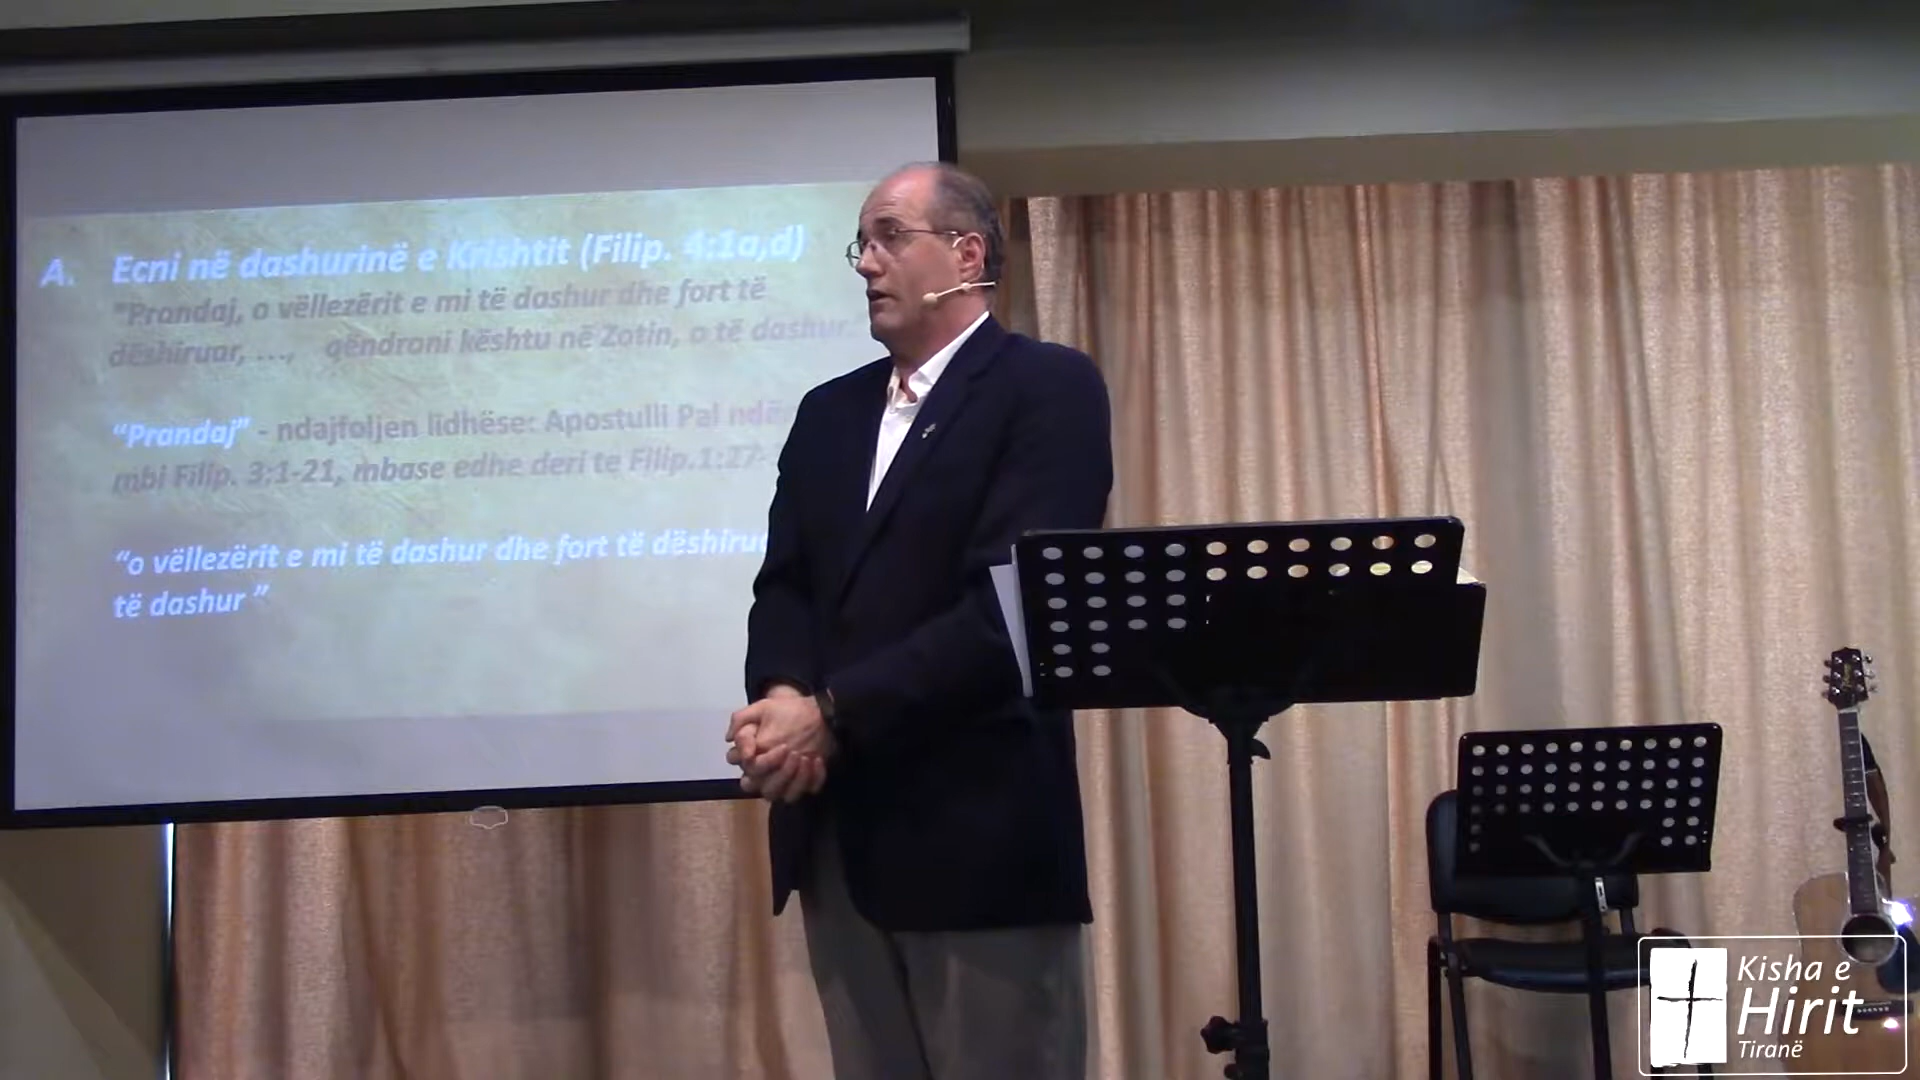 A. Ecni në dashurinë e Krishtit (Filip. 4:1a,d)
"Prandaj, o vëllezërit e mi të dashur dhe fort të
dëshiruar, ..., qëndroni kështu në Zotin, o të dashur.
"Prandaj" - ndajfoljen lidhëse: Apostulli Pal
mbi Filip. 3:1-21, mbase edhe deri te Filip.1:27-
"o vëllezërit e mi të dashur dhe fort të
të dashur "
Kisha e
Hirit
Tiranë